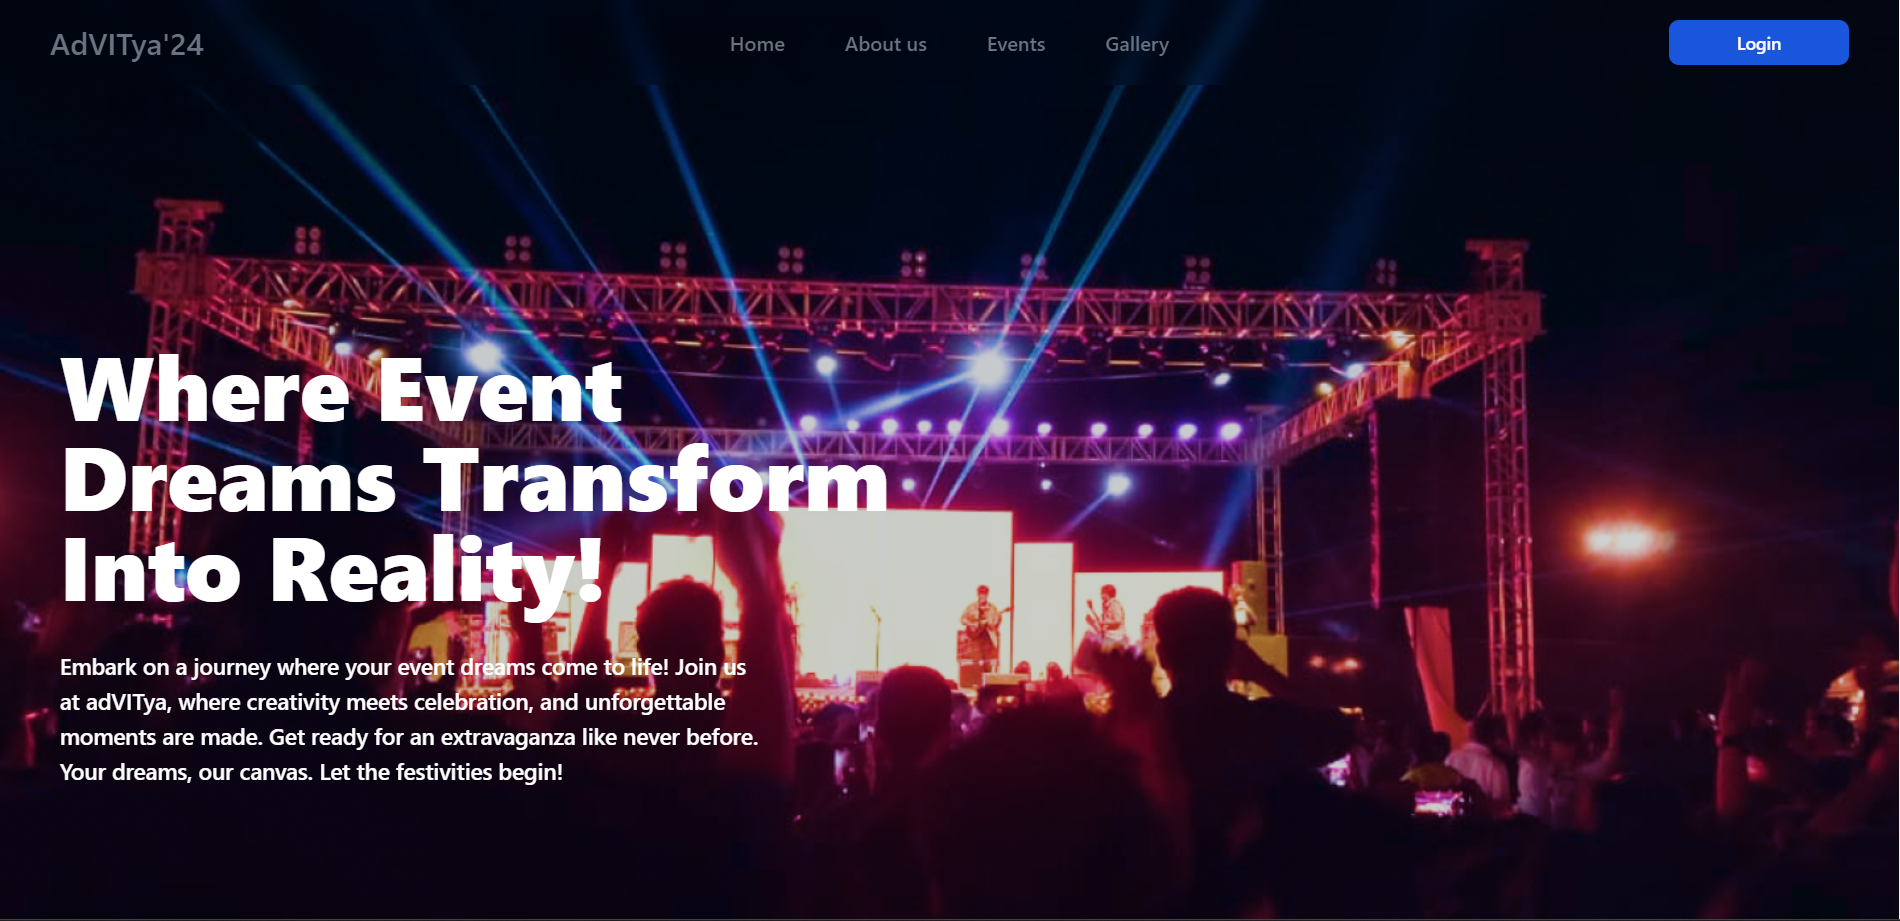 AdVITya'24
Home
About us
Events
Gallery
Login
Where Event
Dreams Transform
Into Reality!
Embark on a journey where your event dreams come to life! Join us
at adVITya, where creativity meets celebration, and unforgettable
moments are made. Get ready for an extravaganza like never before.
Your dreams, our canvas. Let the festivities begin!